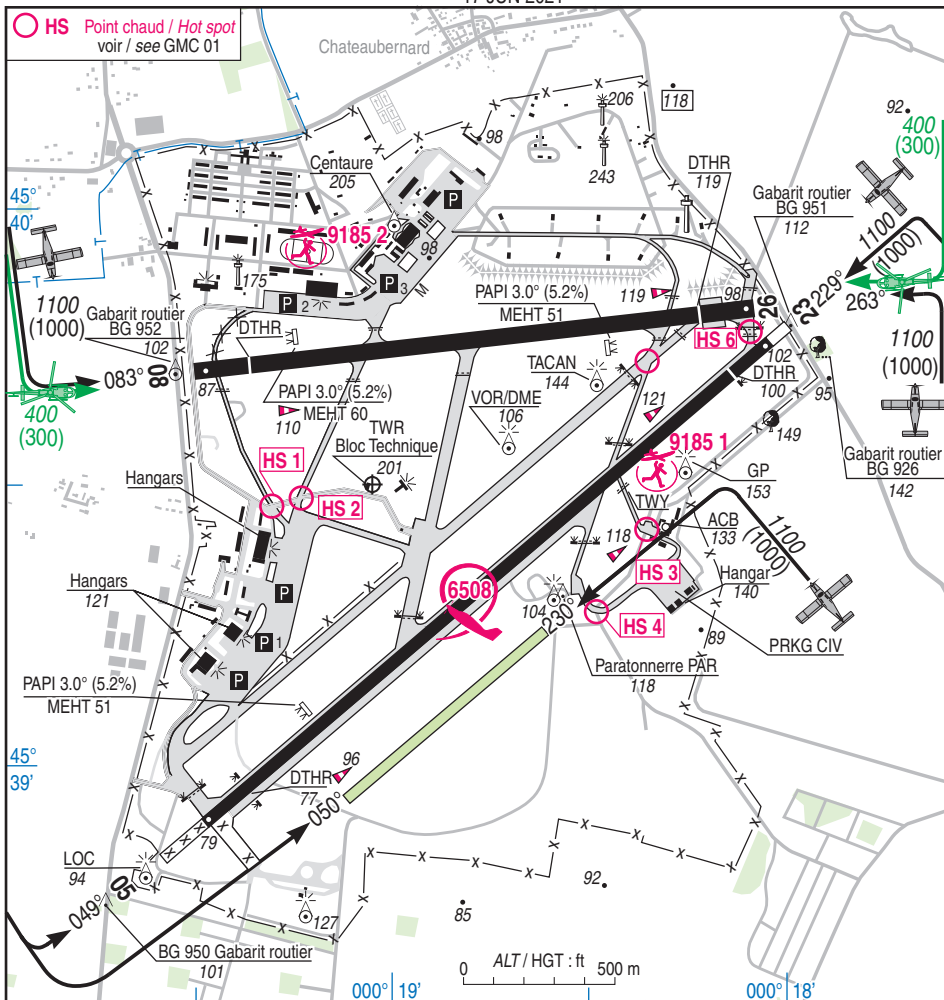 HS Point chaud / Hot spot
voir / see GMC 01
Chateaubernard
206
118
92
400
(300)
98
Centaure
205
243
DTHR
119
Gabarit routier
BG 951
112
45°
40'
9185 2
P
98
1100
(1000)
229°
263°
T
T
T
175
P 2
P 3
M
PAPI 3.0° (5.2%)
MEHT 51
119
98
26
23
1100
(1000)
Gabarit routier
BG 952
102
DTHR
HS 6
1100
(1000)
083°
08
87
400
(300)
PAPI 3.0° (5.2%)
MEHT 60
110
TACAN
144
102
DTHR
100
95
VOR/DME
106
121
149
TWR
Bloc Technique
201
9185 1
Gabarit routier
BG 926
142
HS 1
HS 2
Hangars
GP
153
TWY
ACB
133
118
1100
(1000)
HS 3
Hangar
140
Hangars
121
P
6508
104
230°
HS 4
89
P 1
PRKG CIV
P
Paratonnerre PAR
118
PAPI 3.0° (5.2%)
MEHT 51
45°
39'
96
DTHR
77
050°
79
LOC
94
05
049°
127
92
85
BG 950 Gabarit routier
101
ALT / HGT : ft
0 500 m
000° 19'
000° 18'